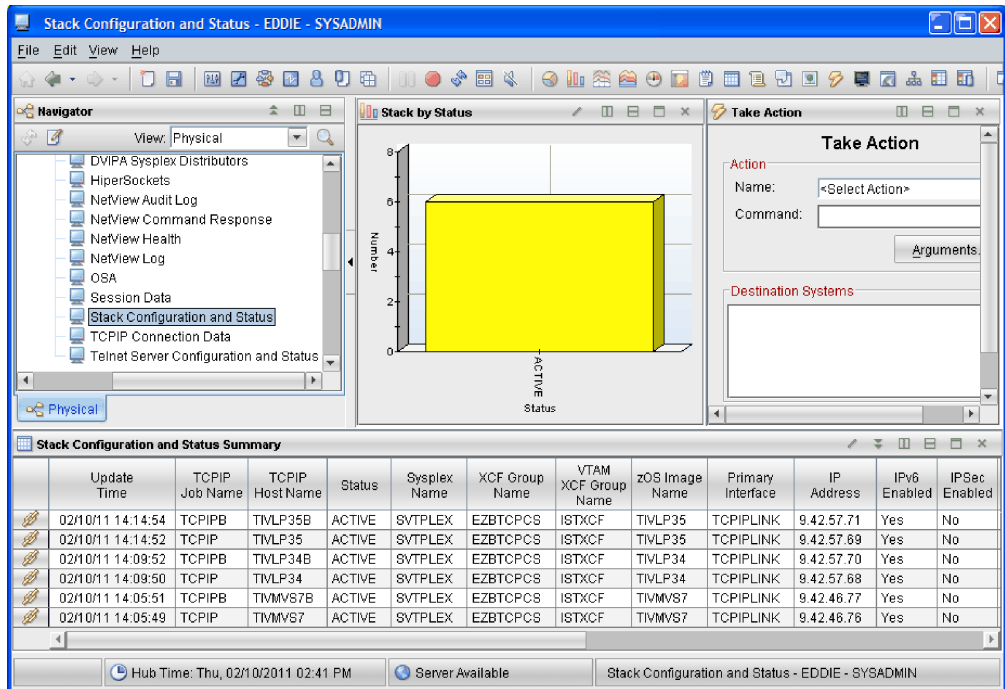 Stack Configuration and Status - EDDIE - SYSADMIN
File Edit View Help
Navigator
View: Physical
DVIPA Sysplex Distributors
HiperSockets
NetView Audit Log
NetView Command Response
NetView Health
NetView Log
OSA
Session Data
Stack Configuration and Status
TCPIP Connection Data
Telnet Server Configuration and Status
Physical
Stack by Status
8
6
4
2
0
Number
ACTIVE
Status
Take Action
Take Action
Action
Name: <Select Action>
Command:
Arguments.
Destination Systems
Stack Configuration and Status Summary
Update Time TCPIP Job Name TCPIP Host Name Status Sysplex Name XCF Group Name VTAM XCF Group Name zOS Image Name Primary Interface IP Address IPv6 Enabled IPSec Enabled
02/10/11 14:14:54 TCPIPB TIVLP35B ACTIVE SVTPLEX EZBTCPCS ISTXCF TIVLP35 TCPIPLINK 9.42.57.71 Yes No
02/10/11 14:14:52 TCPIP TIVLP35 ACTIVE SVTPLEX EZBTCPCS ISTXCF TIVLP35 TCPIPLINK 9.42.57.69 Yes No
02/10/11 14:09:52 TCPIPB TIVLP34B ACTIVE SVTPLEX EZBTCPCS ISTXCF TIVLP34 TCPIPLINK 9.42.57.70 Yes No
02/10/11 14:09:50 TCPIP TIVLP34 ACTIVE SVTPLEX EZBTCPCS ISTXCF TIVLP34 TCPIPLINK 9.42.57.68 Yes No
02/10/11 14:05:51 TCPIPB TIVMVS7B ACTIVE SVTPLEX EZBTCPCS ISTXCF TIVMVS7 TCPIPLINK 9.42.46.77 Yes No
02/10/11 14:05:49 TCPIP TIVMVS7 ACTIVE SVTPLEX EZBTCPCS ISTXCF TIVMVS7 TCPIPLINK 9.42.46.76 Yes No
Hub Time: Thu, 02/10/2011 02:41 PM
Server Available
Stack Configuration and Status - EDDIE - SYSADMIN